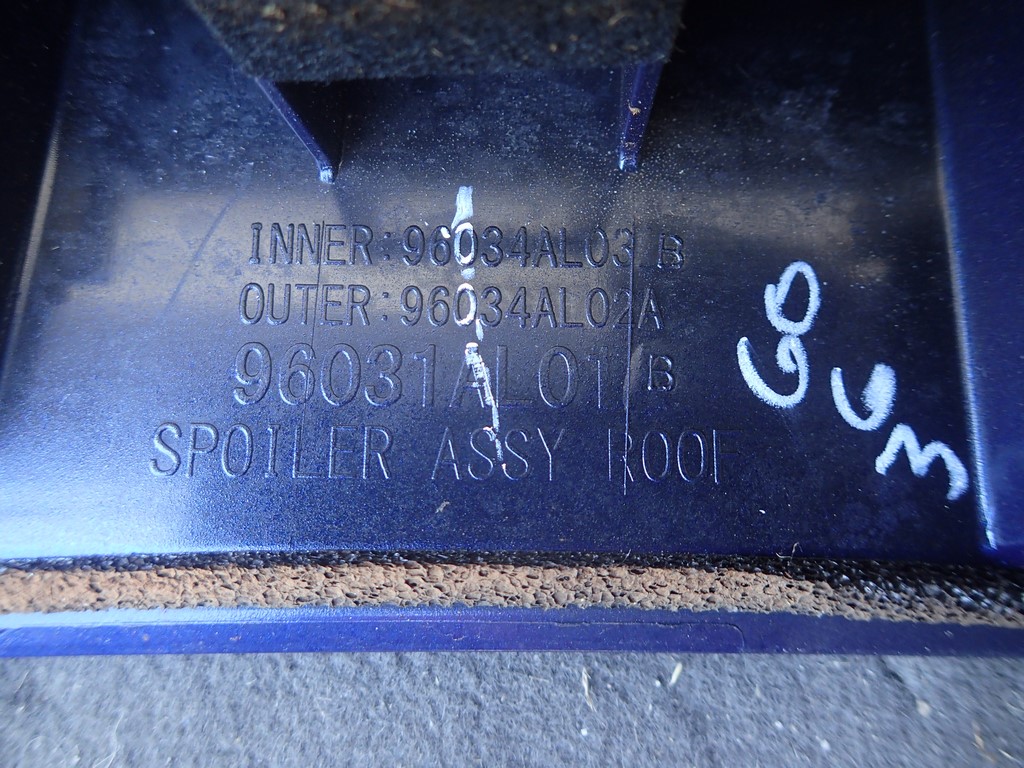 INNER:96034AL03 B
OUTER:96034AL02A
96031AL01 B
SPOILER ASSY ROOF